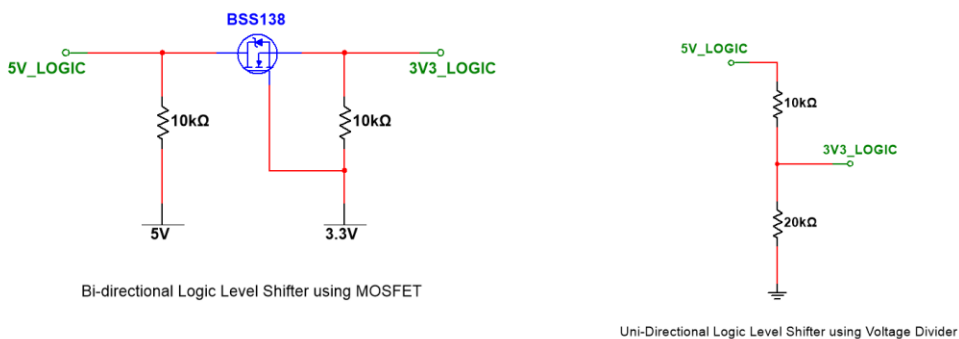 BSS138
5V_LOGIC
3V3_LOGIC
10kΩ
10kΩ
5V
3.3V
Bi-directional Logic Level Shifter using MOSFET
5V_LOGIC
10kΩ
3V3_LOGIC
20kΩ
Uni-Directional Logic Level Shifter using Voltage Divider